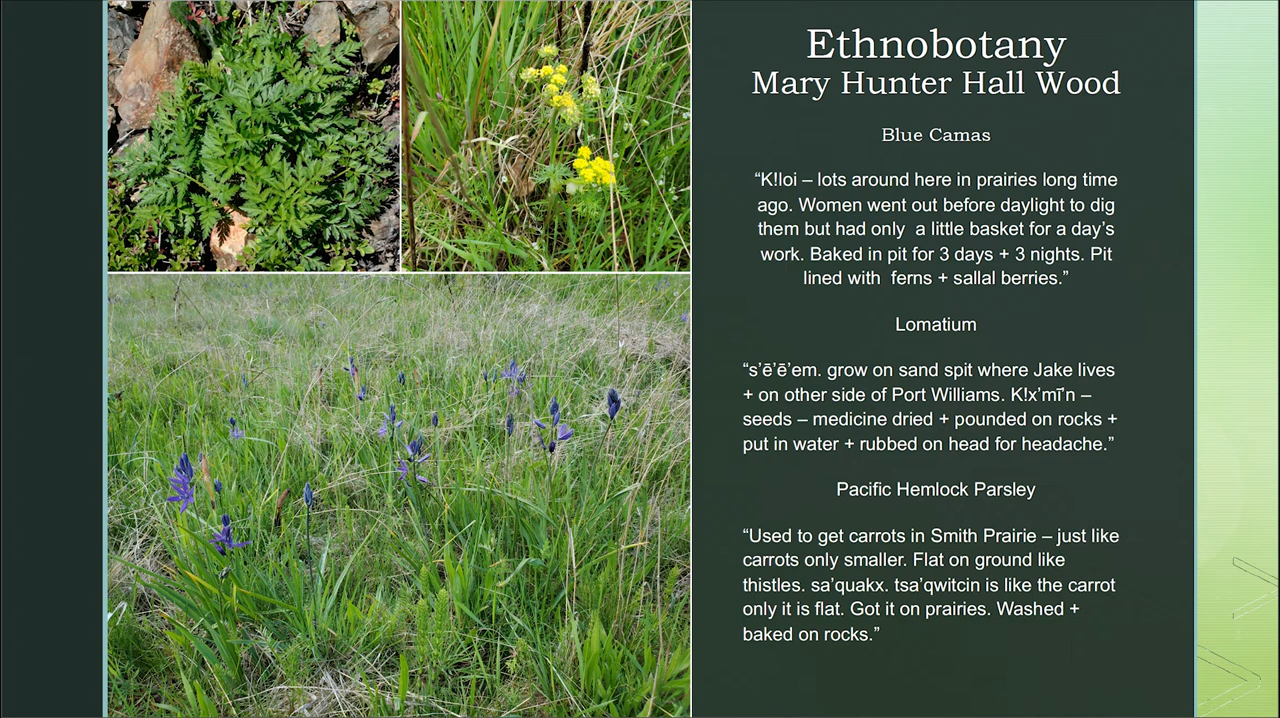 Ethnobotany
Mary Hunter Hall Wood
Blue Camas
“K!loi – lots around here in prairies long time
ago. Women went out before daylight to dig
them but had only  a little basket for a day’s
work. Baked in pit for 3 days + 3 nights. Pit
lined with  ferns + sallal berries.”
Lomatium
“s’ē’ē’em. grow on sand spit where Jake lives
+ on other side of Port Williams. K!x’mī’n –
seeds – medicine dried + pounded on rocks +
put in water + rubbed on head for headache.”
Pacific Hemlock Parsley
“Used to get carrots in Smith Prairie – just like
carrots only smaller. Flat on ground like
thistles. sa’quakx. tsa’qwitcin is like the carrot
only it is flat. Got it on prairies. Washed +
baked on rocks.”